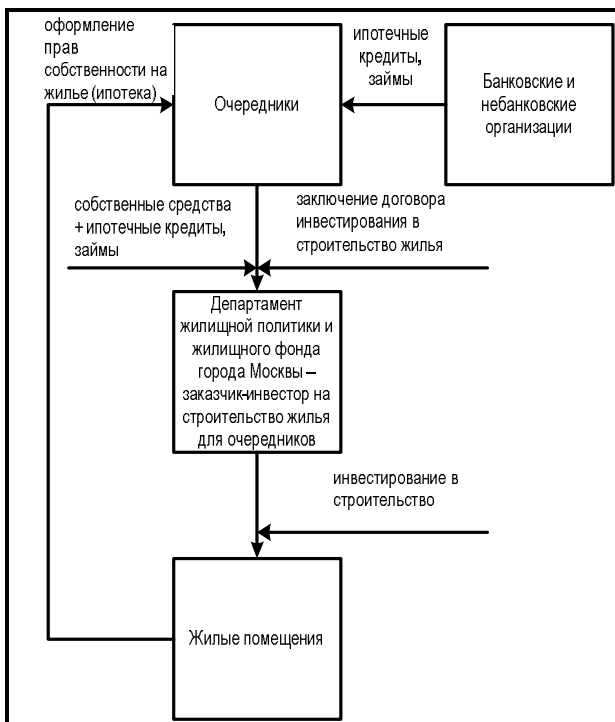 оформление
прав
собственности на
жилье (ипотека)
Очередники
ипотечные
кредиты,
займы
Банковские и
небанковские
организации
собственные средства
+ ипотечные кредиты,
займы
заключение договора
инвестирования в
строительство жилья
Департамент
жилищной политики и
жилищного фонда
города Москвы –
заказчик-инвестор на
строительство жилья
для очередников
инвестирование в
строительство
Жилые помещения